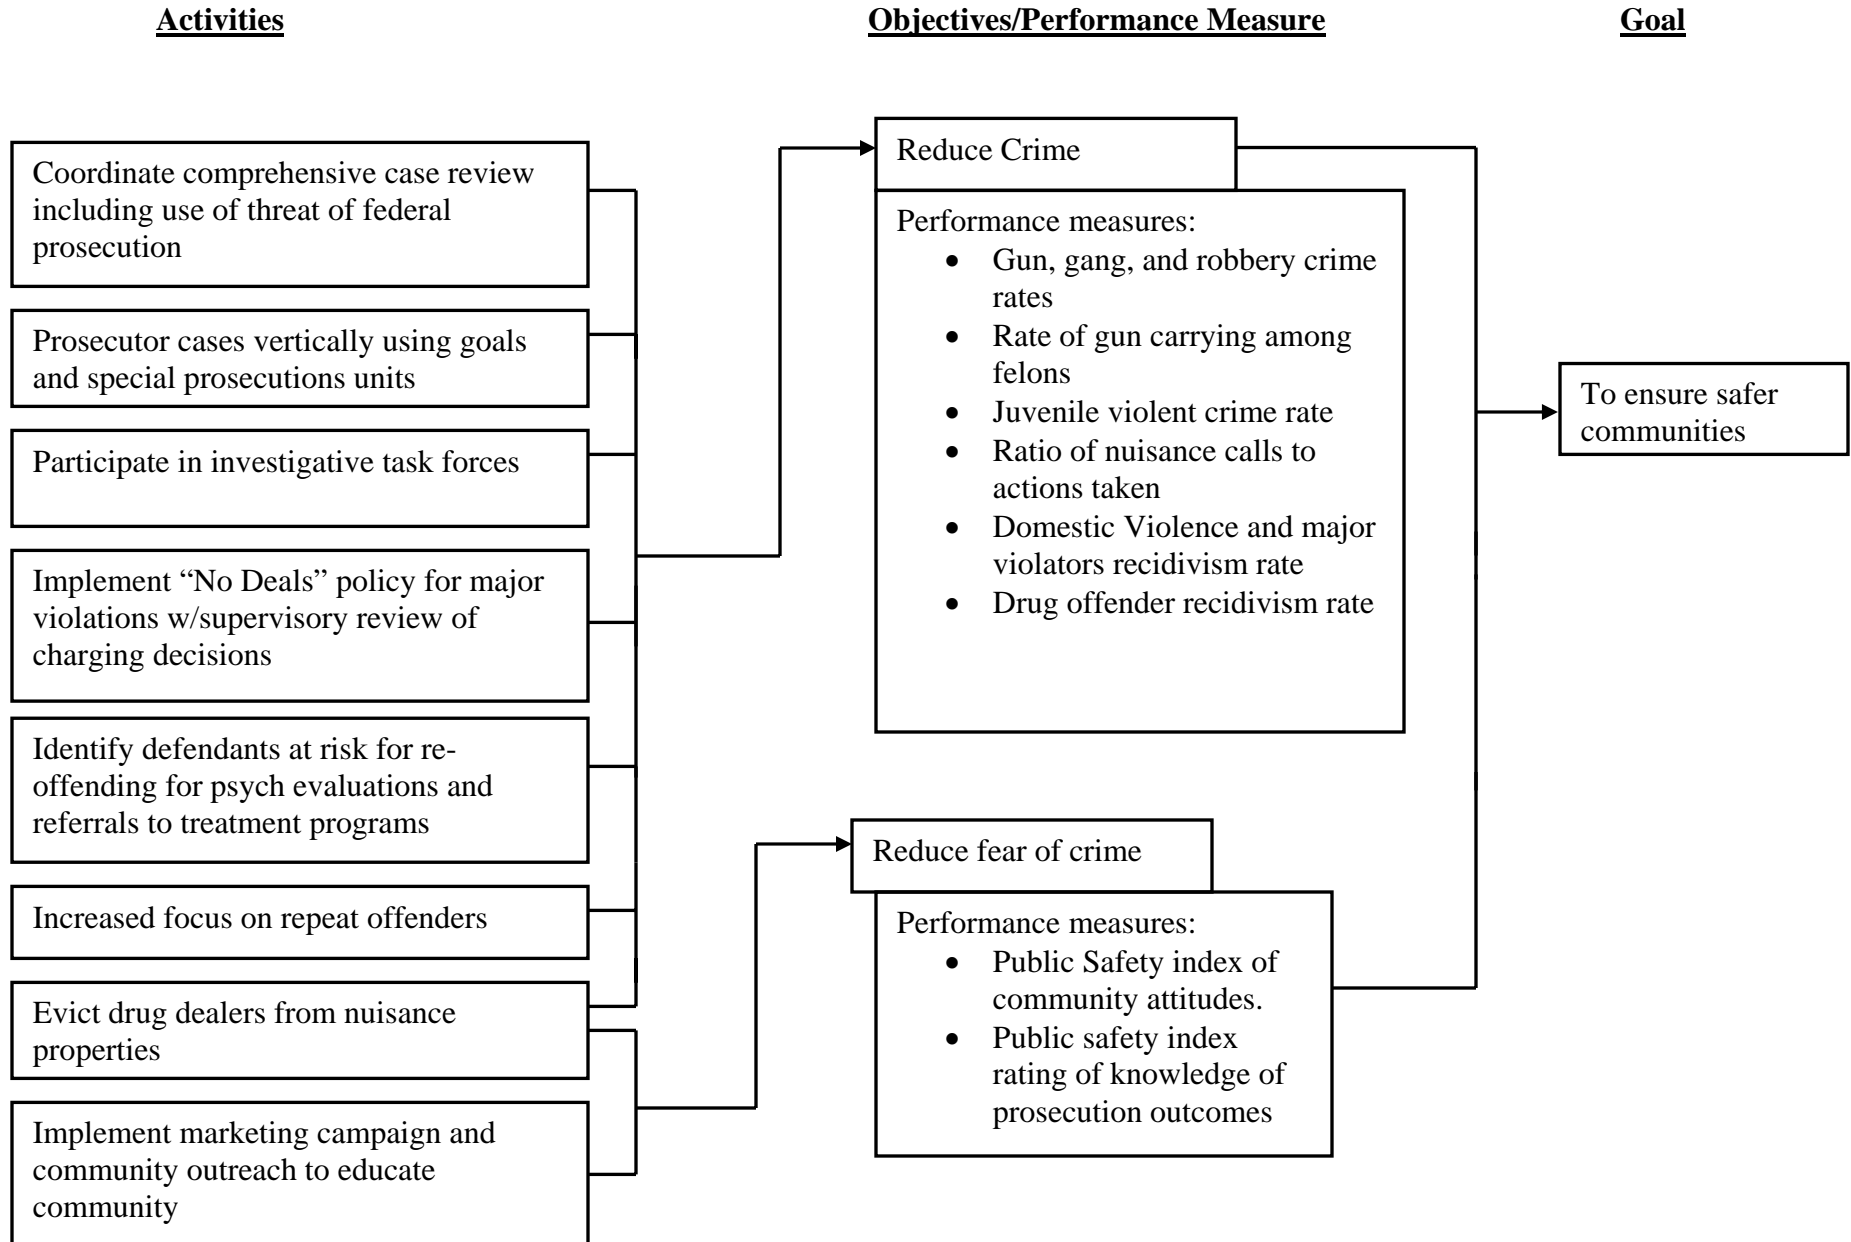 Activities
Objectives/Performance Measure
Goal
Coordinate comprehensive case review
including use of threat of federal
prosecution
Prosecutor cases vertically using goals
and special prosecutions units
Participate in investigative task forces
Implement “No Deals” policy for major
violations w/supervisory review of
charging decisions
Identify defendants at risk for re-
offending for psych evaluations and
referrals to treatment programs
Increased focus on repeat offenders
Evict drug dealers from nuisance
properties
Implement marketing campaign and
community outreach to educate
community
Reduce Crime
Performance measures:
• Gun, gang, and robbery crime
rates
• Rate of gun carrying among
felons
• Juvenile violent crime rate
• Ratio of nuisance calls to
actions taken
• Domestic Violence and major
violators recidivism rate
• Drug offender recidivism rate
Reduce fear of crime
Performance measures:
• Public Safety index of
community attitudes.
• Public safety index
rating of knowledge of
prosecution outcomes
To ensure safer
communities